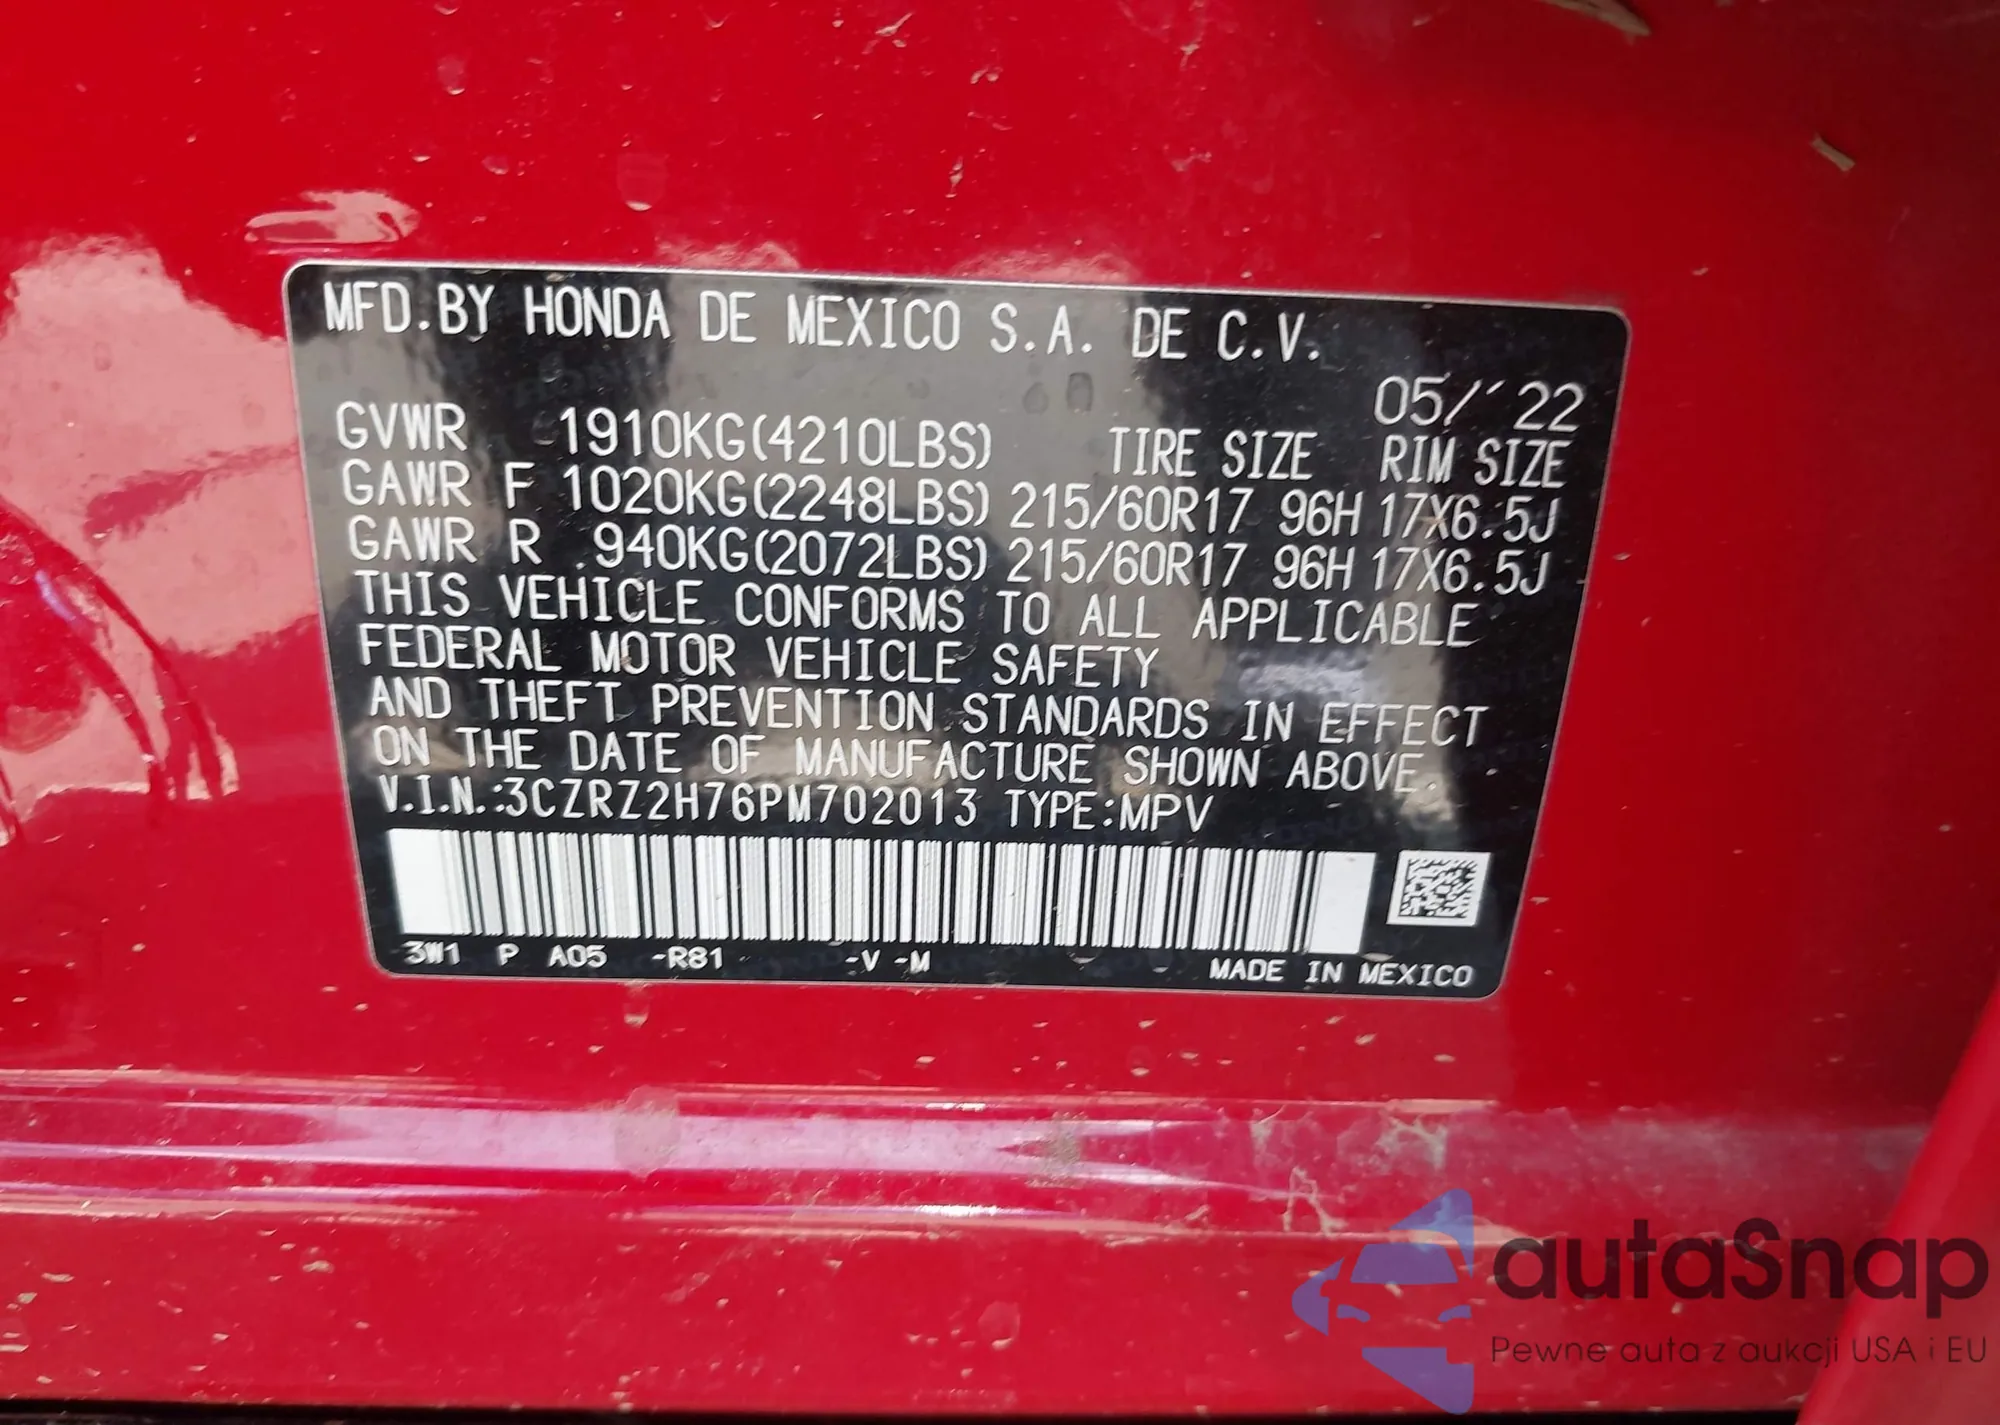 MFD.BY HONDA DE MEXICO S.A. DE C.V.
05/'22
GVWR 1910KG(4210LBS) TIRE SIZE RIM SIZE
GAWR F 1020KG(2248LBS) 215/60R17 96H 17X6.5J
GAWR R 940KG(2072LBS) 215/60R17 96H 17X6.5J
THIS VEHICLE CONFORMS TO ALL APPLICABLE
FEDERAL MOTOR VEHICLE SAFETY
AND THEFT PREVENTION STANDARDS IN EFFECT
ON THE DATE OF MANUFACTURE SHOWN ABOVE.
V.I.N.:3CZRZ2H76PM702013 TYPE:MPV
3W1 P A05 -R81 -V -M
MADE IN MEXICO
autaSnap
Pewne auta z aukcji USA i EU